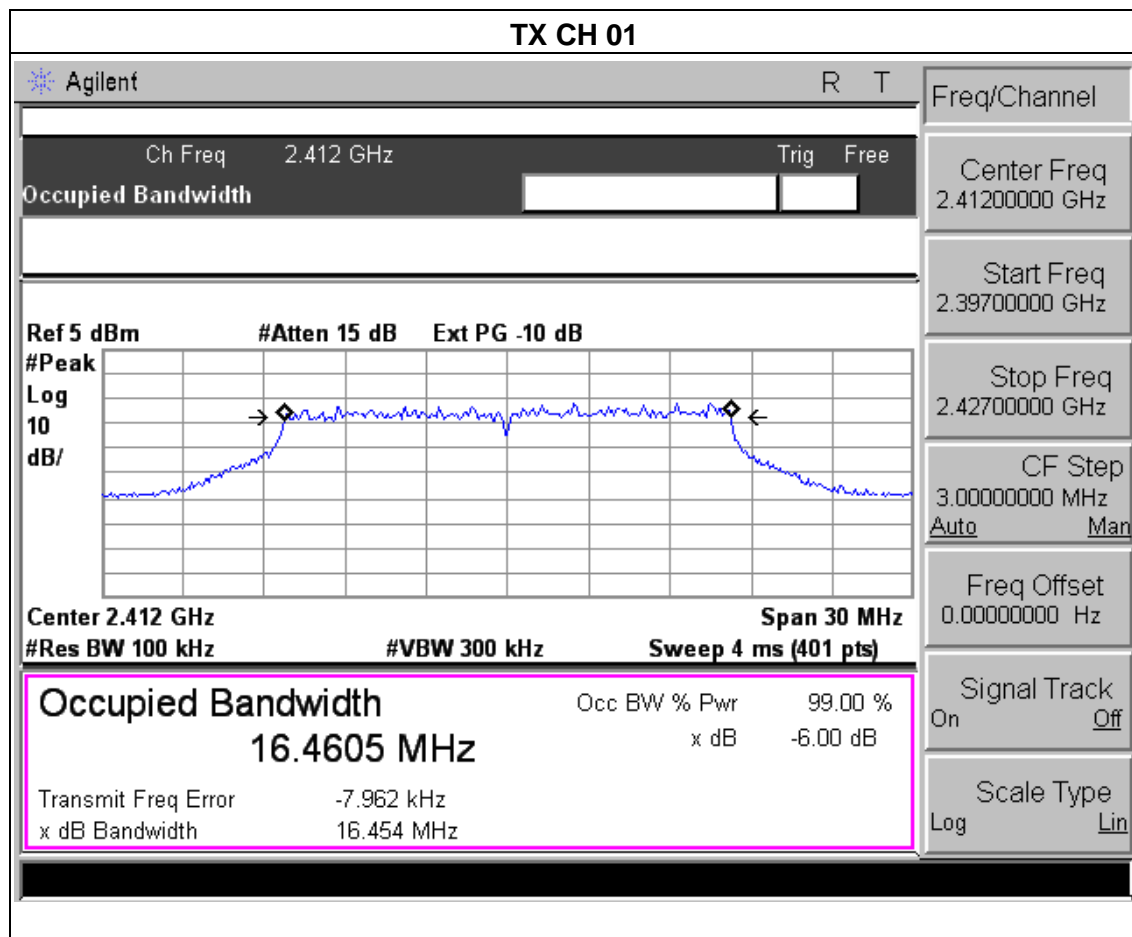 TX CH 01
Agilent R T
Ch Freq 2.412 GHz Trig Free
Occupied Bandwidth
Ref 5 dBm #Atten 15 dB Ext PG -10 dB
#Peak
Log
10
dB/
Center 2.412 GHz Span 30 MHz
#Res BW 100 kHz #VBW 300 kHz Sweep 4 ms (401 pts)
Occupied Bandwidth Occ BW % Pwr 99.00 %
16.4605 MHz x dB -6.00 dB
Transmit Freq Error -7.962 kHz
x dB Bandwidth 16.454 MHz
Freq/Channel
Center Freq
2.41200000 GHz
Start Freq
2.39700000 GHz
Stop Freq
2.42700000 GHz
CF Step
3.00000000 MHz
Auto Man
Freq Offset
0.00000000 Hz
Signal Track
On Off
Scale Type
Log Lin